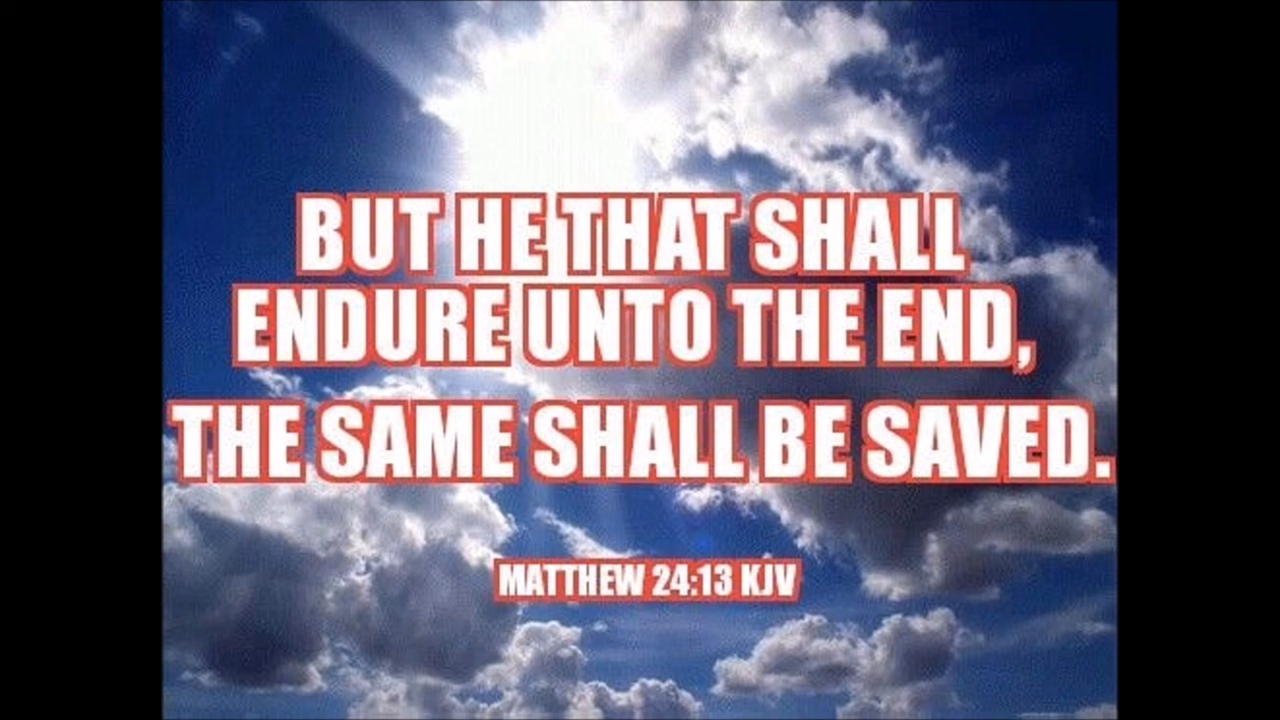 BUT HE THAT SHALL
ENDURE UNTO THE END,
THE SAME SHALL BE SAVED.
MATTHEW 24:13 KJV